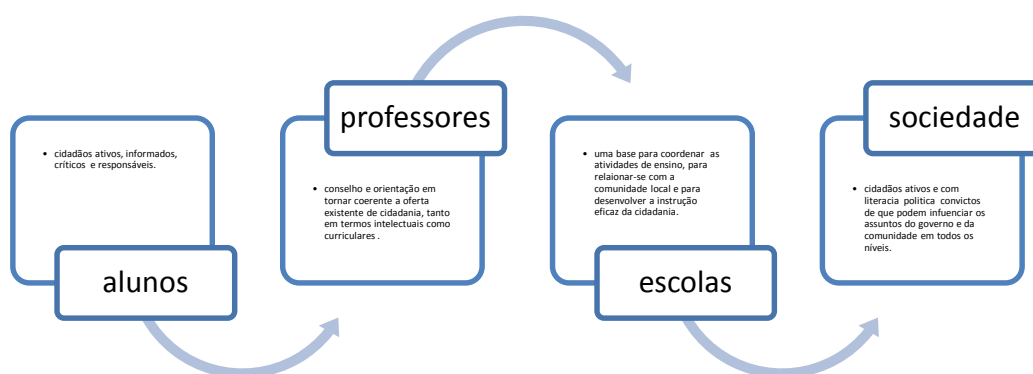 • cidadãos ativos, informados,
críticos e responsáveis.
alunos
professores
• conselho e orientação em
tornar coerente a oferta
existente de cidadania, tanto
em termos intelectuais como
curriculares .
• uma base para coordenar as
atividades de ensino, para
relaionar-se com a
comunidade local e para
desenvolver a instrução
eficaz da cidadania.
escolas
sociedade
• cidadãos ativos e com
literacia politica convictos
de que podem infuenciar os
assuntos do governo e da
comunidade em todos os
níveis.